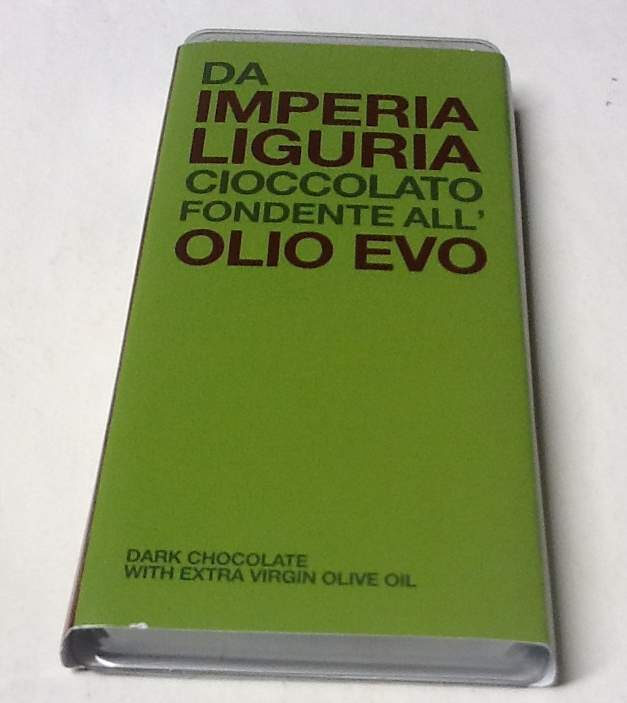 DA
IMPERIA
LIGURIA
CIOCCOLATO
FONDENTE ALL'
OLIO EVO
DARK CHOCOLATE
WITH EXTRA VIRGIN OLIVE OIL